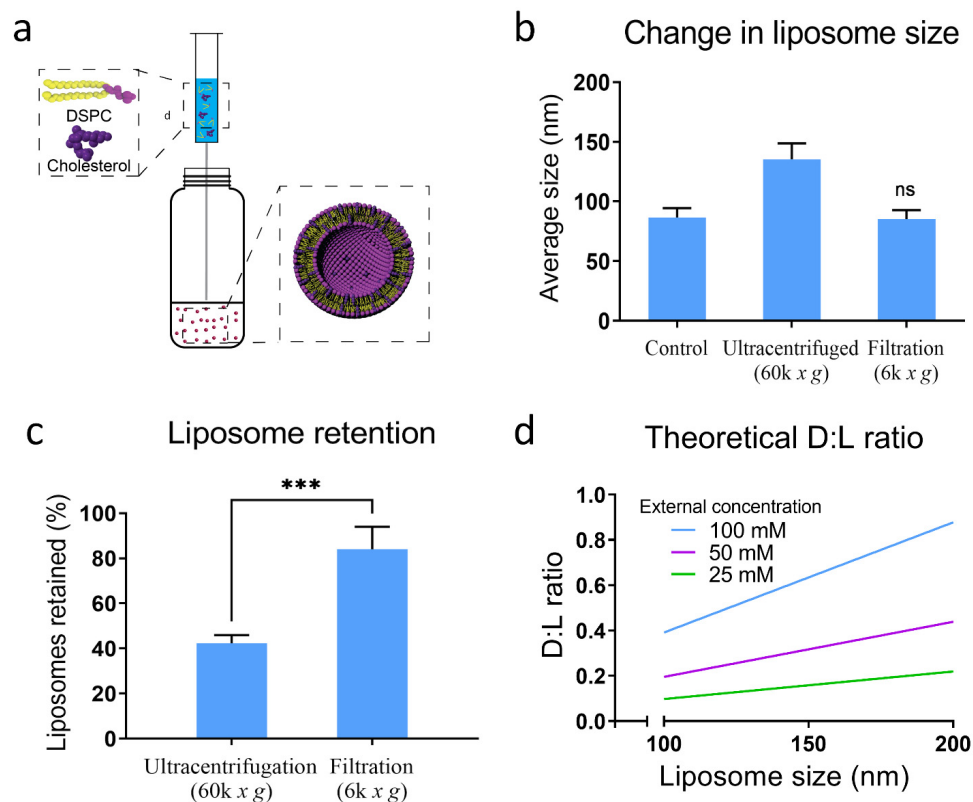 a
DSPC
Cholesterol
d
b
Change in liposome size
Average size (nm)
200
150
100
50
0
ns
Control
Ultracentrifuged
(60k x g)
Filtration
(6k x g)
c
Liposome retention
Liposomes retained (%)
100
80
60
40
20
0
***
Ultracentrifugation
(60k x g)
Filtration
(6k x g)
d
Theoretical D:L ratio
D:L ratio
1.0
0.8
0.6
0.4
0.2
0.0
External concentration
100 mM
50 mM
25 mM
100
150
200
Liposome size (nm)